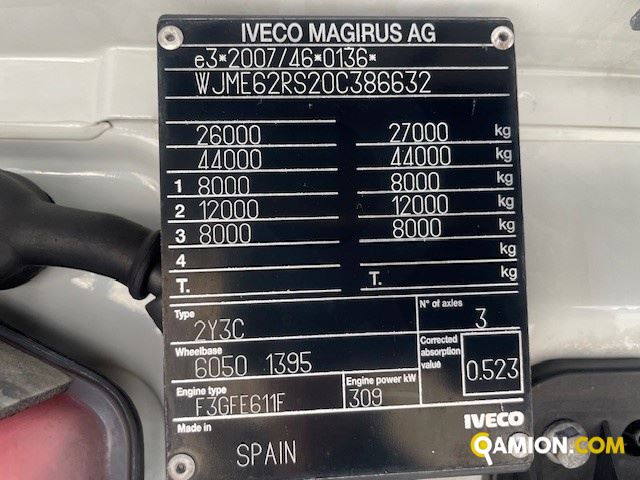 IVECO MAGIRUS AG
e3*2007/46*0136*
WJME62RS20C386632
26000 27000 kg
44000 44000 kg
1 8000 8000 kg
2 12000 12000 kg
3 8000 8000 kg
4 kg
T. T. kg
Type 2Y3C N° of axles 3
Wheelbase 6050 1395 Corrected absorption value 0.523
Engine type F3GFE611F Engine power kW 309
Made in SPAIN IVECO
QAMION.COM